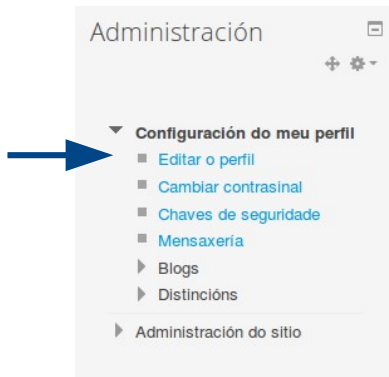 Administración
Configuración do meu perfil
Editar o perfil
Cambiar contrasinal
Chaves de seguridade
Mensaxería
Blogs
Distincións
Administración do sitio